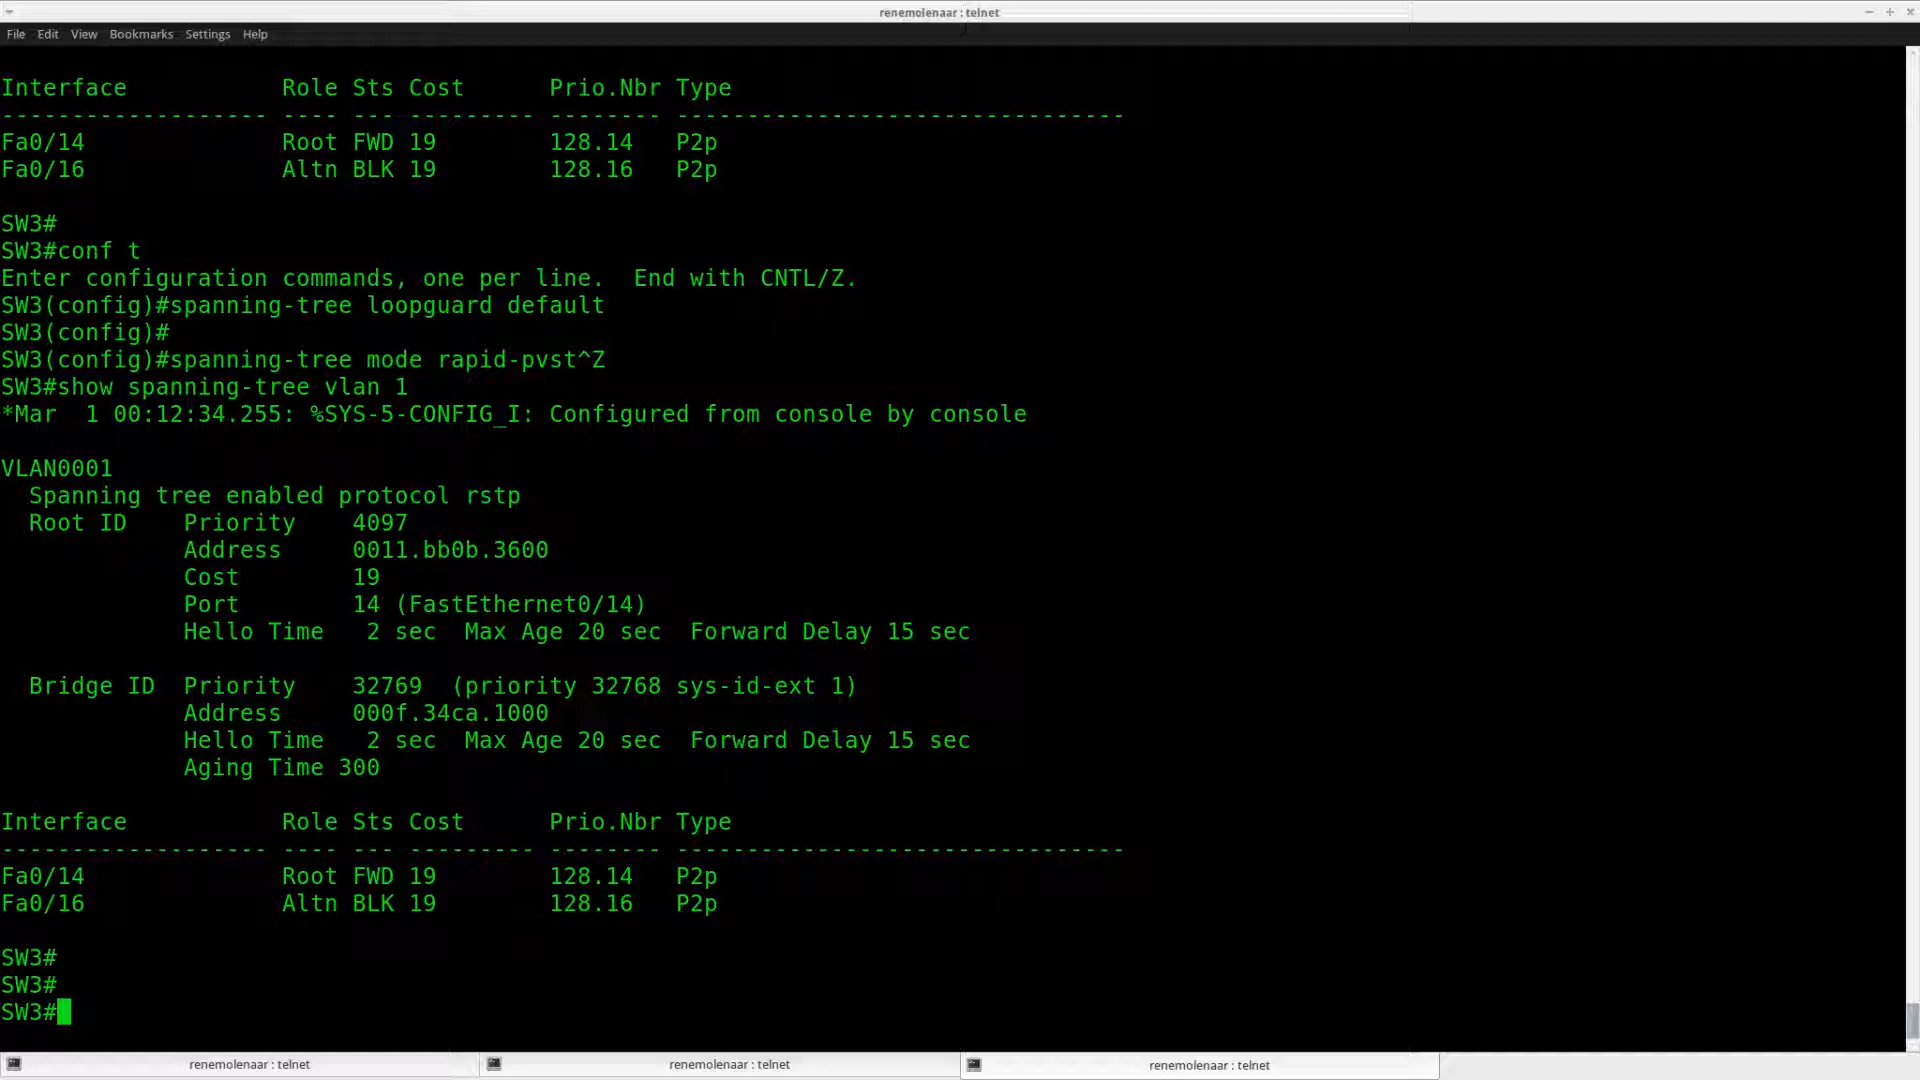 renemolenaar : telnet
File Edit View Bookmarks Settings Help
Interface           Role Sts Cost      Prio.Nbr Type
------------------- ---- --- --------- -------- --------------------------------
Fa0/14              Root FWD 19        128.14   P2p
Fa0/16              Altn BLK 19        128.16   P2p
SW3#
SW3#conf t
Enter configuration commands, one per line.  End with CNTL/Z.
SW3(config)#spanning-tree loopguard default
SW3(config)#
SW3(config)#spanning-tree mode rapid-pvst^Z
SW3#show spanning-tree vlan 1
*Mar  1 00:12:34.255: %SYS-5-CONFIG_I: Configured from console by console
VLAN0001
  Spanning tree enabled protocol rstp
  Root ID    Priority    4097
             Address     0011.bb0b.3600
             Cost        19
             Port        14 (FastEthernet0/14)
             Hello Time   2 sec  Max Age 20 sec  Forward Delay 15 sec
  Bridge ID  Priority    32769  (priority 32768 sys-id-ext 1)
             Address     000f.34ca.1000
             Hello Time   2 sec  Max Age 20 sec  Forward Delay 15 sec
             Aging Time 300
Interface           Role Sts Cost      Prio.Nbr Type
------------------- ---- --- --------- -------- --------------------------------
Fa0/14              Root FWD 19        128.14   P2p
Fa0/16              Altn BLK 19        128.16   P2p
SW3#
SW3#
SW3#
renemolenaar : telnet
renemolenaar : telnet
renemolenaar : telnet